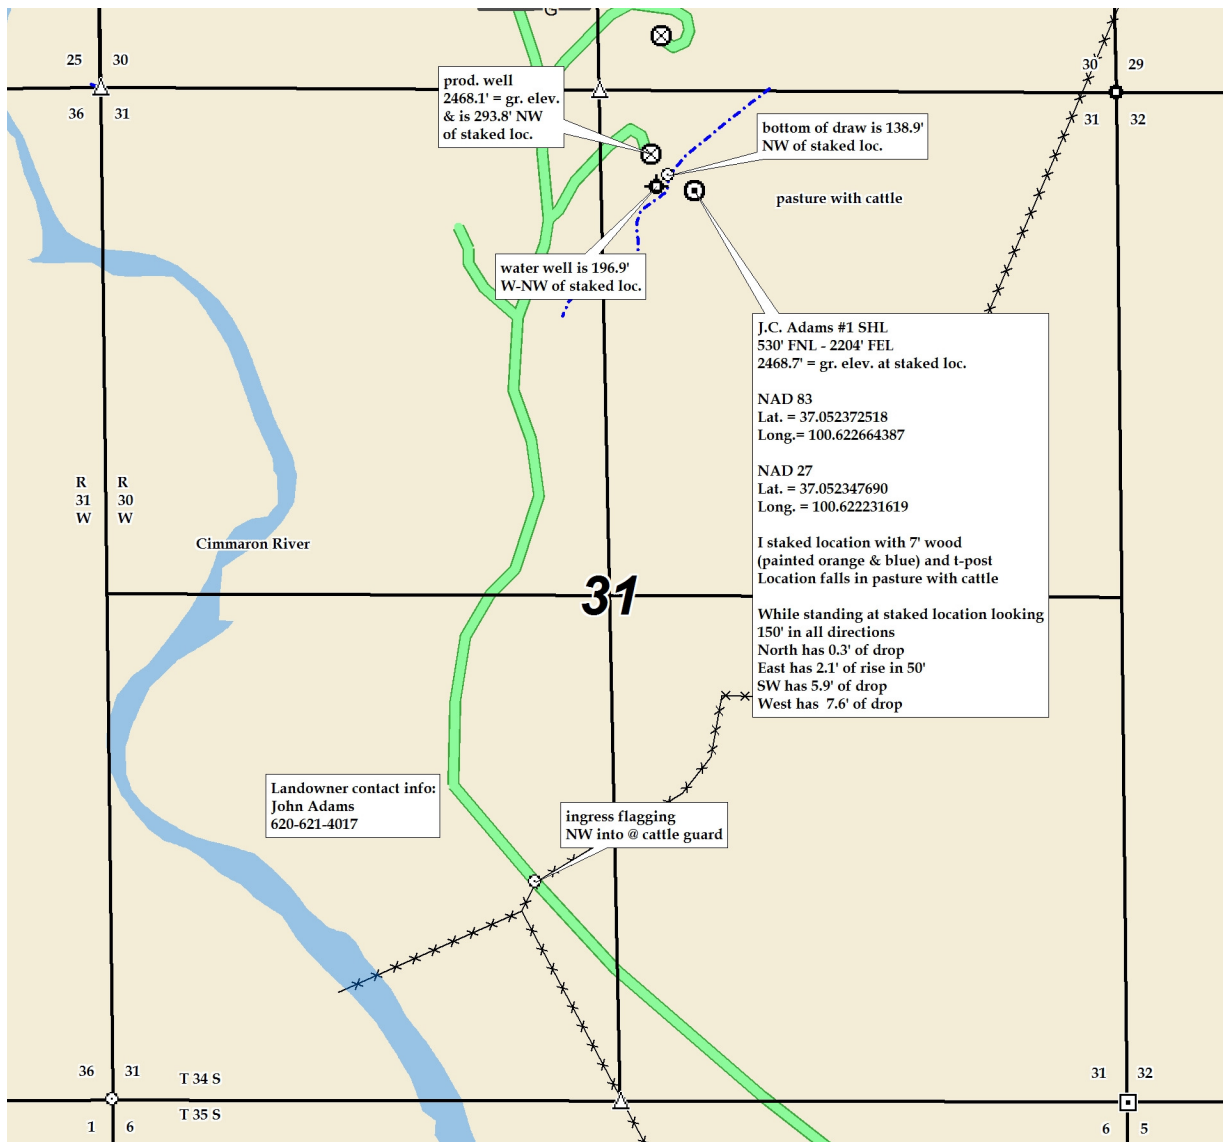 G
25 30
30 29
36 31
31 32
prod. well
2468.1' = gr. elev.
& is 293.8' NW
of staked loc.
bottom of draw is 138.9'
NW of staked loc.
pasture with cattle
water well is 196.9'
W-NW of staked loc.
J.C. Adams #1 SHL
530' FNL - 2204' FEL
2468.7' = gr. elev. at staked loc.
NAD 83
Lat. = 37.052372518
Long.= 100.622664387
NAD 27
Lat. = 37.052347690
Long. = 100.622231619
I staked location with 7' wood
(painted orange & blue) and t-post
Location falls in pasture with cattle
While standing at staked location looking
150' in all directions
North has 0.3' of drop
East has 2.1' of rise in 50'
SW has 5.9' of drop
West has 7.6' of drop
R R
31 30
W W
Cimmaron River
31
Landowner contact info:
John Adams
620-621-4017
ingress flagging
NW into @ cattle guard
36 31
T 34 S
31 32
T 35 S
1 6
6 5